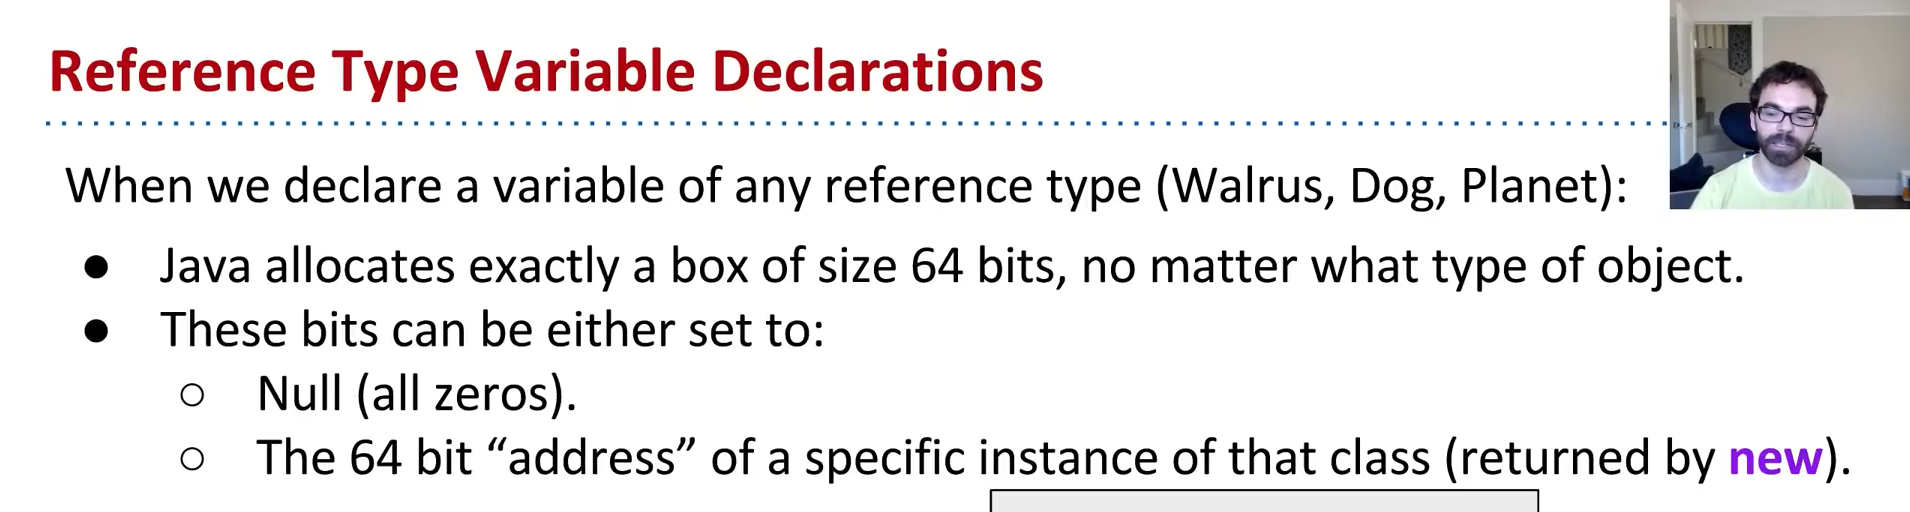 Reference Type Variable Declarations
When we declare a variable of any reference type (Walrus, Dog, Planet):
● Java allocates exactly a box of size 64 bits, no matter what type of object.
● These bits can be either set to:
○ Null (all zeros).
○ The 64 bit “address” of a specific instance of that class (returned by new).